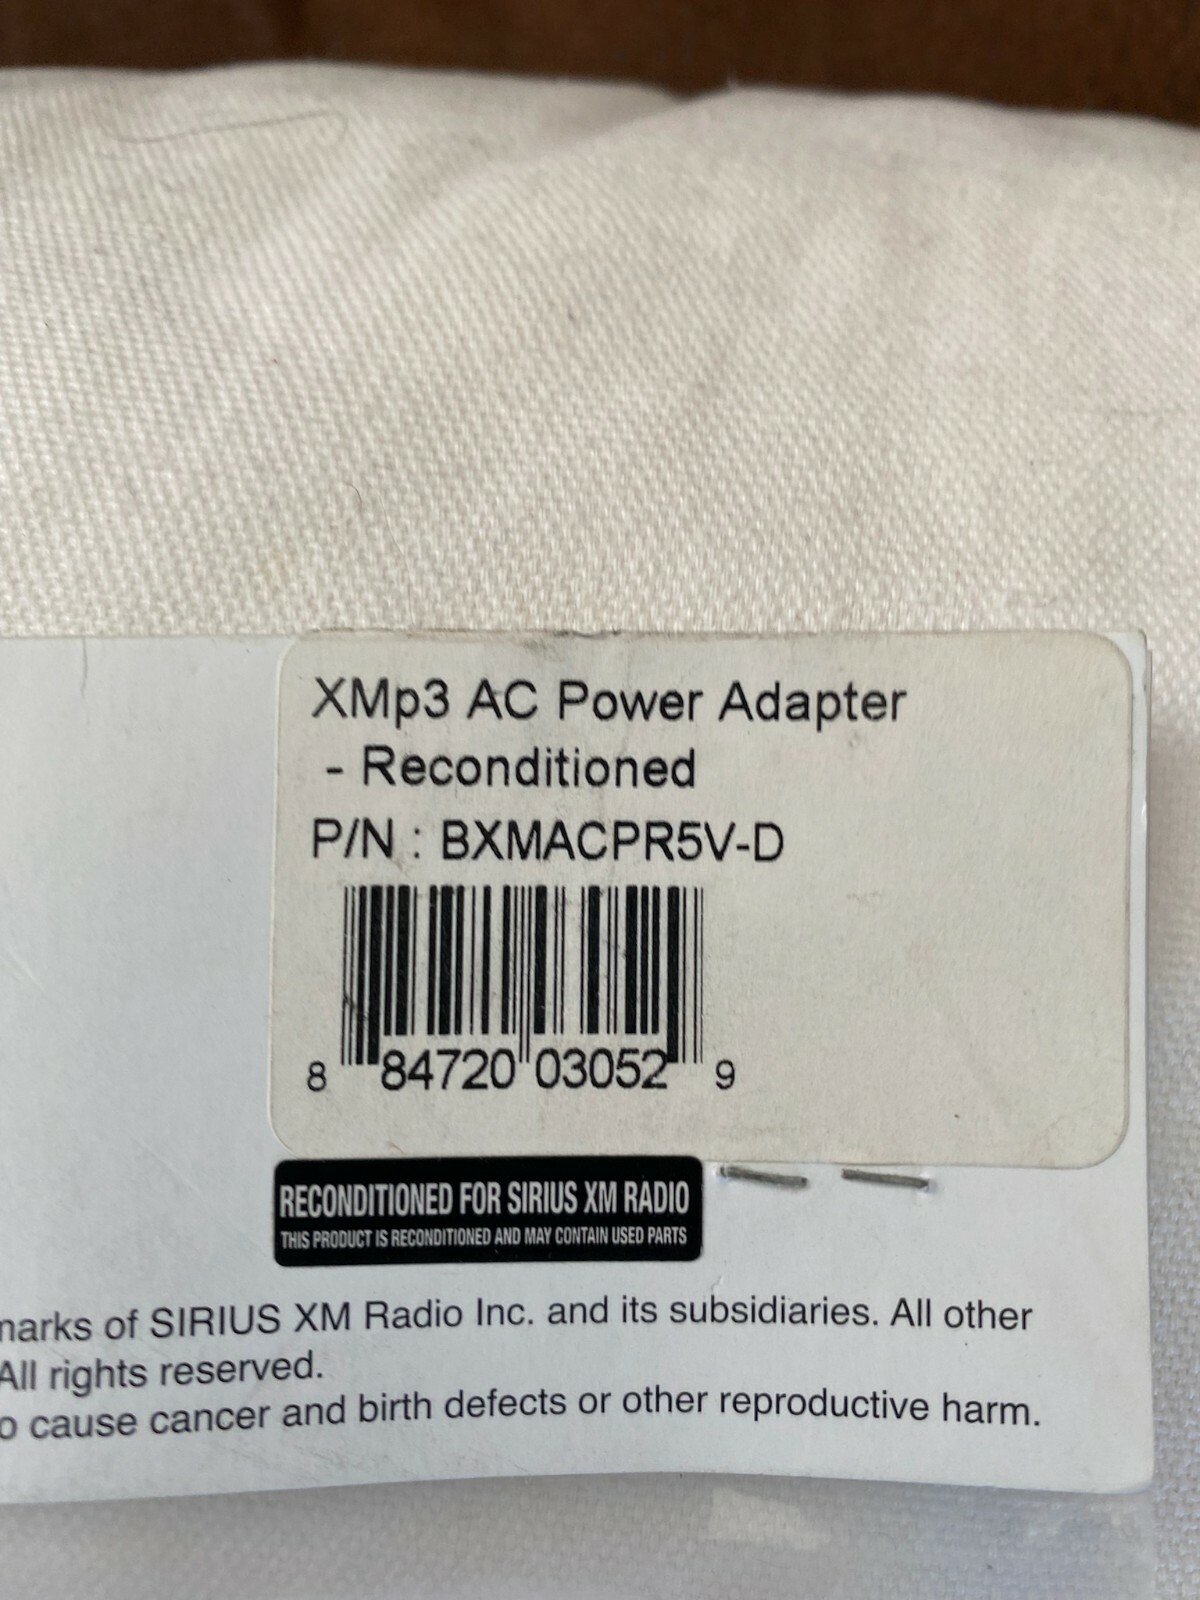 XMp3 AC Power Adapter
- Reconditioned
P/N : BXMACPR5V-D
8 84720 03052 9
RECONDITIONED FOR SIRIUS XM RADIO
THIS PRODUCT IS RECONDITIONED AND MAY CONTAIN USED PARTS
of SIRIUS XM Radio Inc. and its subsidiaries. All other
All rights reserved.
cause cancer and birth defects or other reproductive harm.